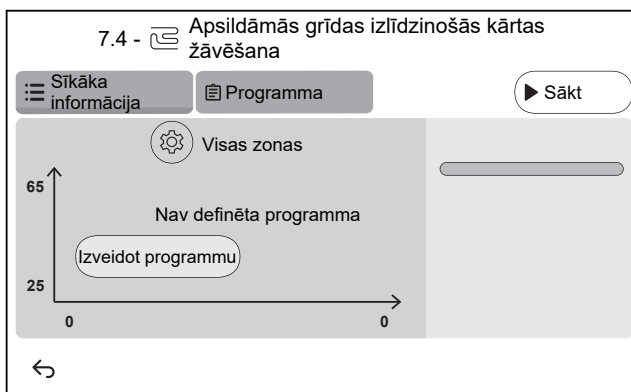 7.4 - Apsildāmās grīdas izlīdzinošās kārtas
žāvēšana
Sīkāka
informācija
Programma
Sākt
Visas zonas
65
Nav definēta programma
Izveidot programmu
25
0 0